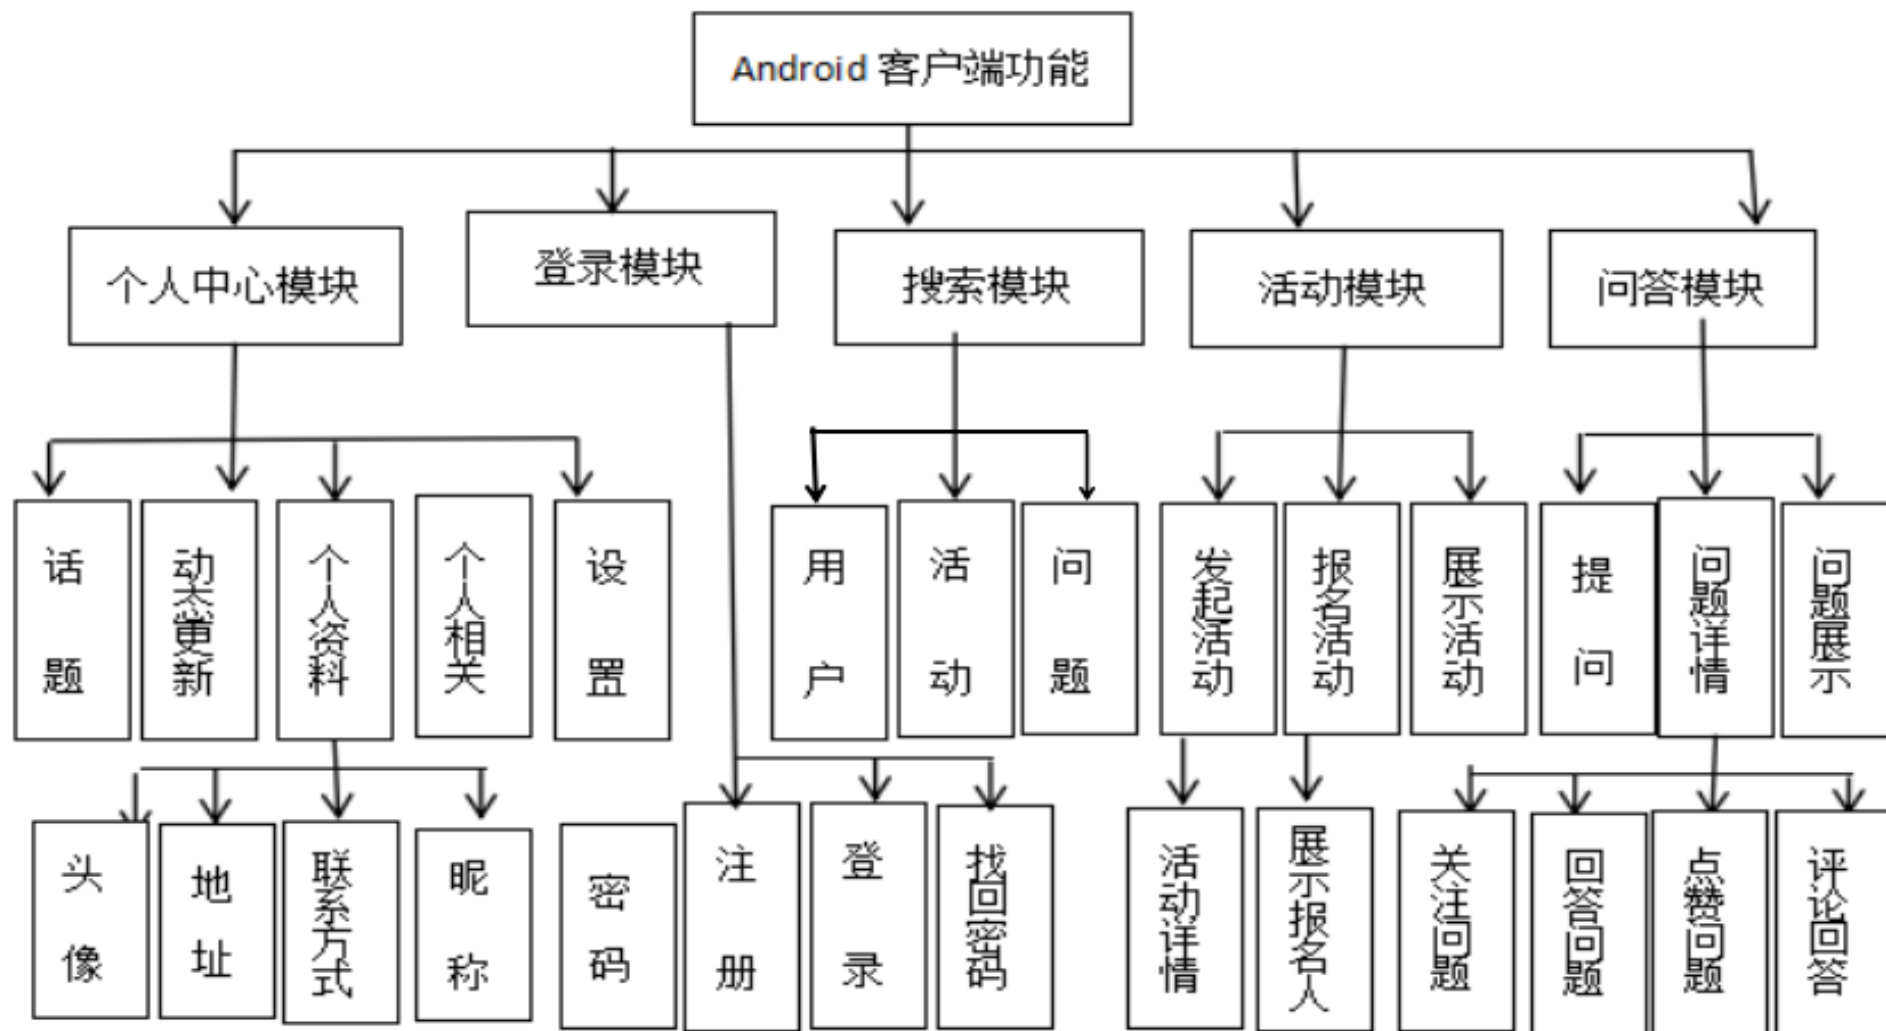 Android 客户端功能
个人中心模块
登录模块
搜索模块
活动模块
问答模块
话题
动态更新
个人资料
个人相关
设置
用户
活动
问题
发起活动
报名活动
展示活动
提问
问题详情
问题展示
头像
地址
联系方式
昵称
密码
注册
登录
找回密码
活动详情
展示报名人
关注问题
回答问题
点赞问题
评论回答